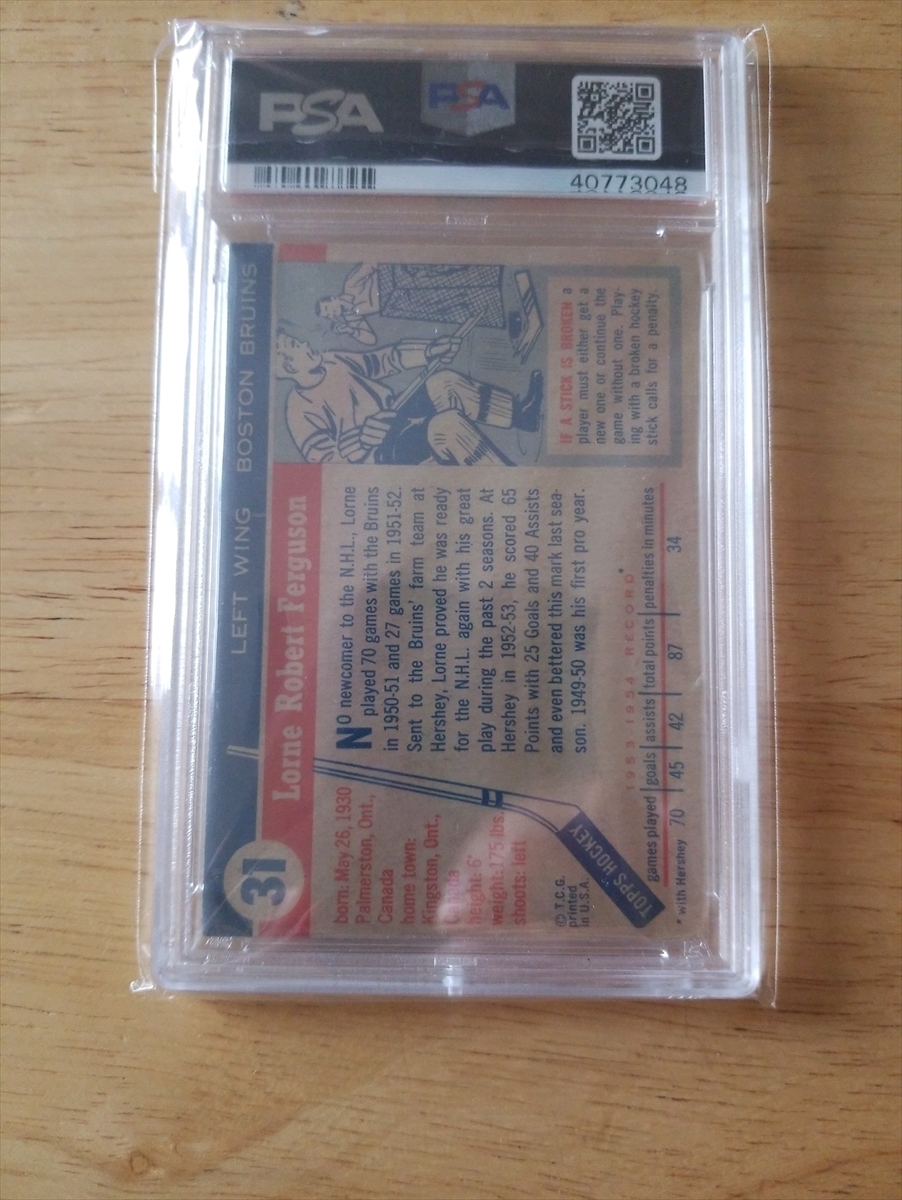 PSA
PSA
40773048
31
LEFT WING BOSTON BRUINS
Lorne Robert Ferguson
born: May 26, 1930
Palmerston, Ont.,
Canada
home town:
Kingston, Ont.,
Canada
height: 6'
weight: 175 lbs.
shoots: left
© T.C.G.
printed
in U.S.A.
TOPPS HOCKEY
NO newcomer to the N.H.L., Lorne
played 70 games with the Bruins
in 1950-51 and 27 games in 1951-52.
Sent to the Bruins' farm team at
Hershey, Lorne proved he was ready
for the N.H.L. again with his great
play during the past 2 seasons. At
Hershey in 1952-53, he scored 65
Points with 25 Goals and 40 Assists
and even bettered this mark last sea-
son. 1949-50 was his first pro year.
IF A STICK IS BROKEN a
player must either get a
new one or continue the
game without one. Play-
ing with a broken hockey
stick calls for a penalty.
1953 1954 RECORD*
games played goals assists total points penalties in minutes
* with Hershey 70 45 42 87 34